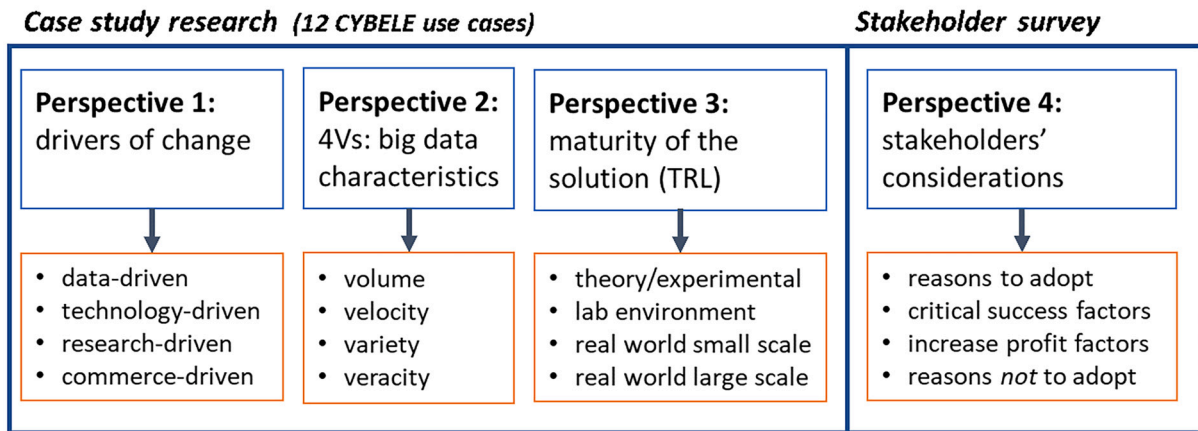 Case study research (12 CYBELE use cases)
Stakeholder survey
Perspective 1:
drivers of change
Perspective 2:
4Vs: big data
characteristics
Perspective 3:
maturity of the
solution (TRL)
Perspective 4:
stakeholders'
considerations
• data-driven
• technology-driven
• research-driven
• commerce-driven
• volume
• velocity
• variety
• veracity
• theory/experimental
• lab environment
• real world small scale
• real world large scale
• reasons to adopt
• critical success factors
• increase profit factors
• reasons not to adopt